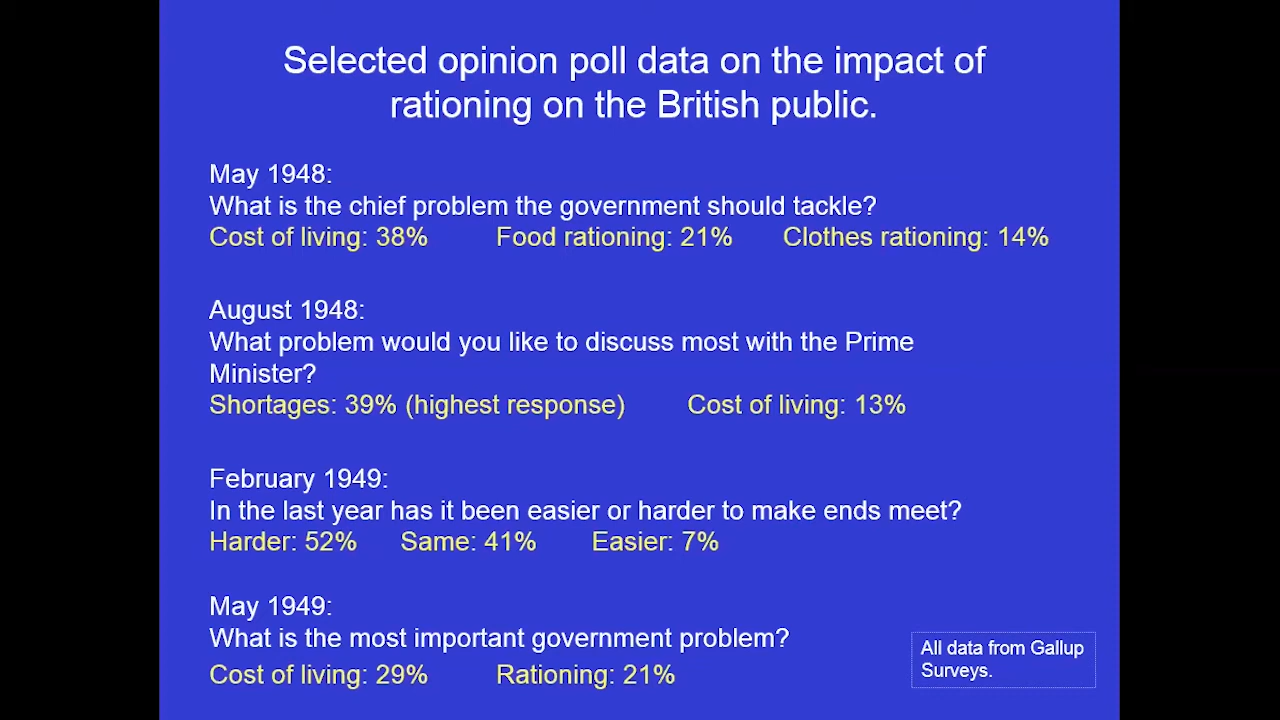 Selected opinion poll data on the impact of
rationing on the British public.
May 1948:
What is the chief problem the government should tackle?
Cost of living: 38% Food rationing: 21% Clothes rationing: 14%
August 1948:
What problem would you like to discuss most with the Prime
Minister?
Shortages: 39% (highest response) Cost of living: 13%
February 1949:
In the last year has it been easier or harder to make ends meet?
Harder: 52% Same: 41% Easier: 7%
May 1949:
What is the most important government problem?
Cost of living: 29% Rationing: 21%
All data from Gallup
Surveys.